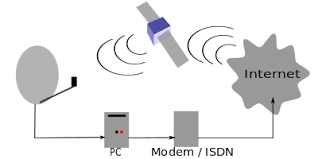 Internet
PC
Modem / ISDN